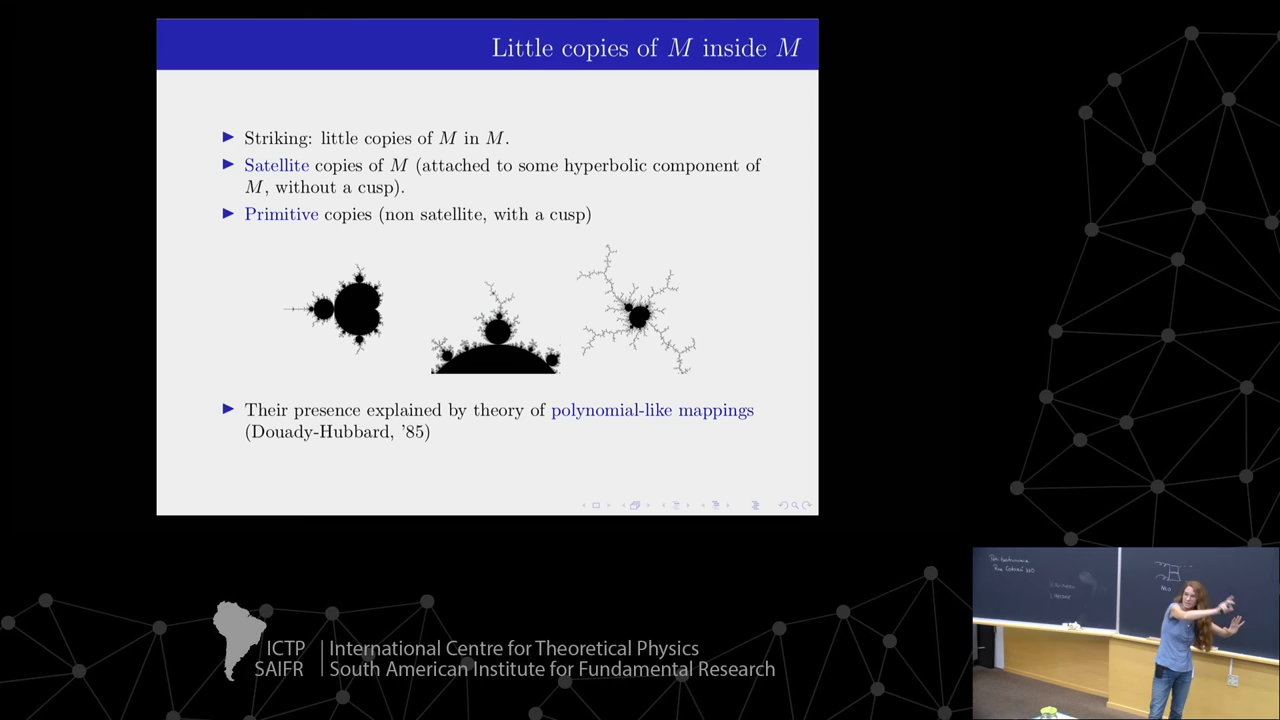 Little copies of M inside M
Striking: little copies of M in M.
Satellite copies of M (attached to some hyperbolic component of
M, without a cusp).
Primitive copies (non satellite, with a cusp)
Their presence explained by theory of polynomial-like mappings
(Douady-Hubbard, '85)
ICTP
SAIFR
International Centre for Theoretical Physics
South American Institute for Fundamental Research